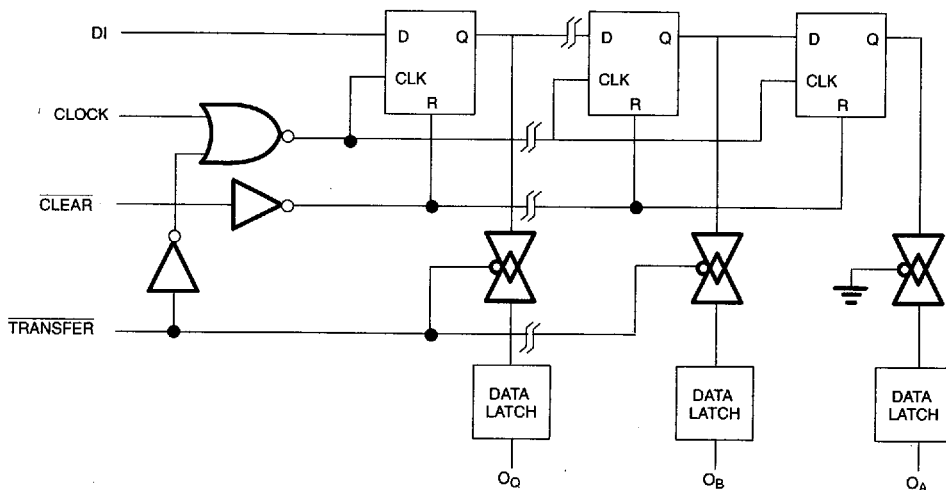 DI
D Q
CLK
R
D Q
CLK
R
D Q
CLK
R
CLOCK
CLEAR
TRANSFER
DATA
LATCH
DATA
LATCH
DATA
LATCH
OQ
OB
OA